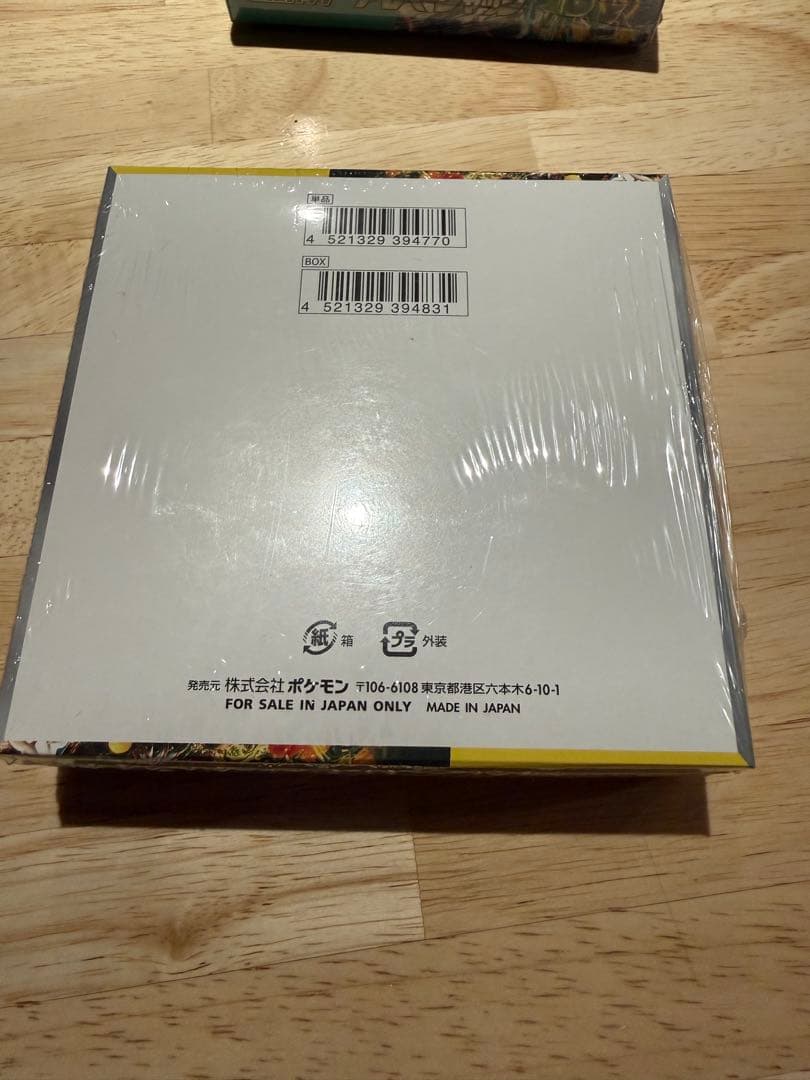 単品
4 521329 394770
BOX
4 521329 394831
紙 箱 プラ 外装
発売元 株式会社ポケモン 〒106-6108 東京都港区六本木6-10-1
FOR SALE IN JAPAN ONLY MADE IN JAPAN